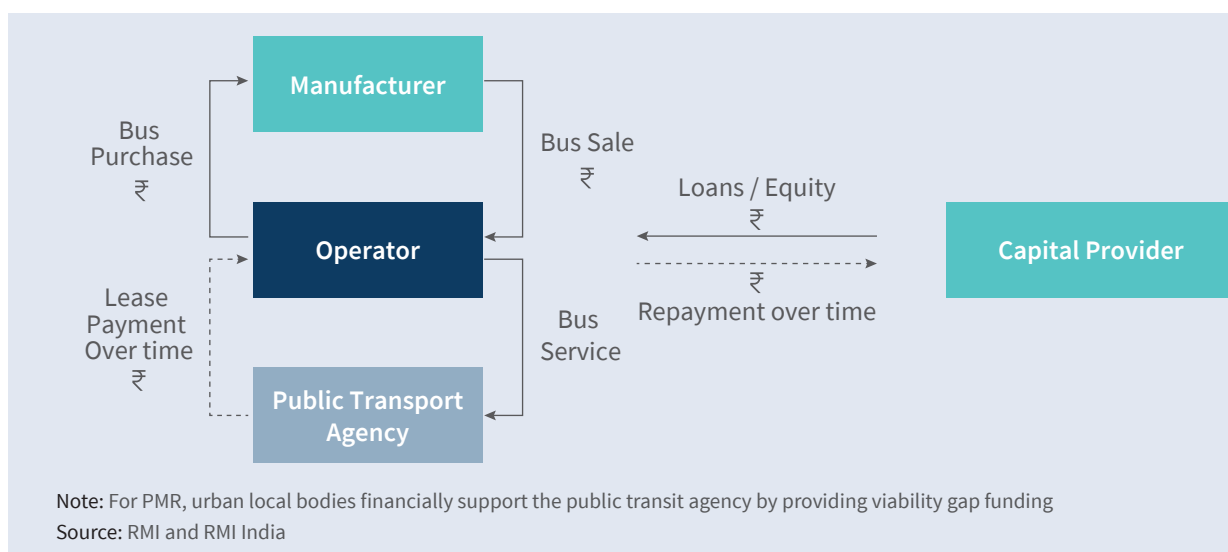 Manufacturer
Bus
Purchase
₹
Bus Sale
₹
Operator
Loans / Equity
₹
₹
Repayment over time
Capital Provider
Lease
Payment
Over time
₹
Bus
Service
Public Transport
Agency
Note: For PMR, urban local bodies financially support the public transit agency by providing viability gap funding
Source: RMI and RMI India